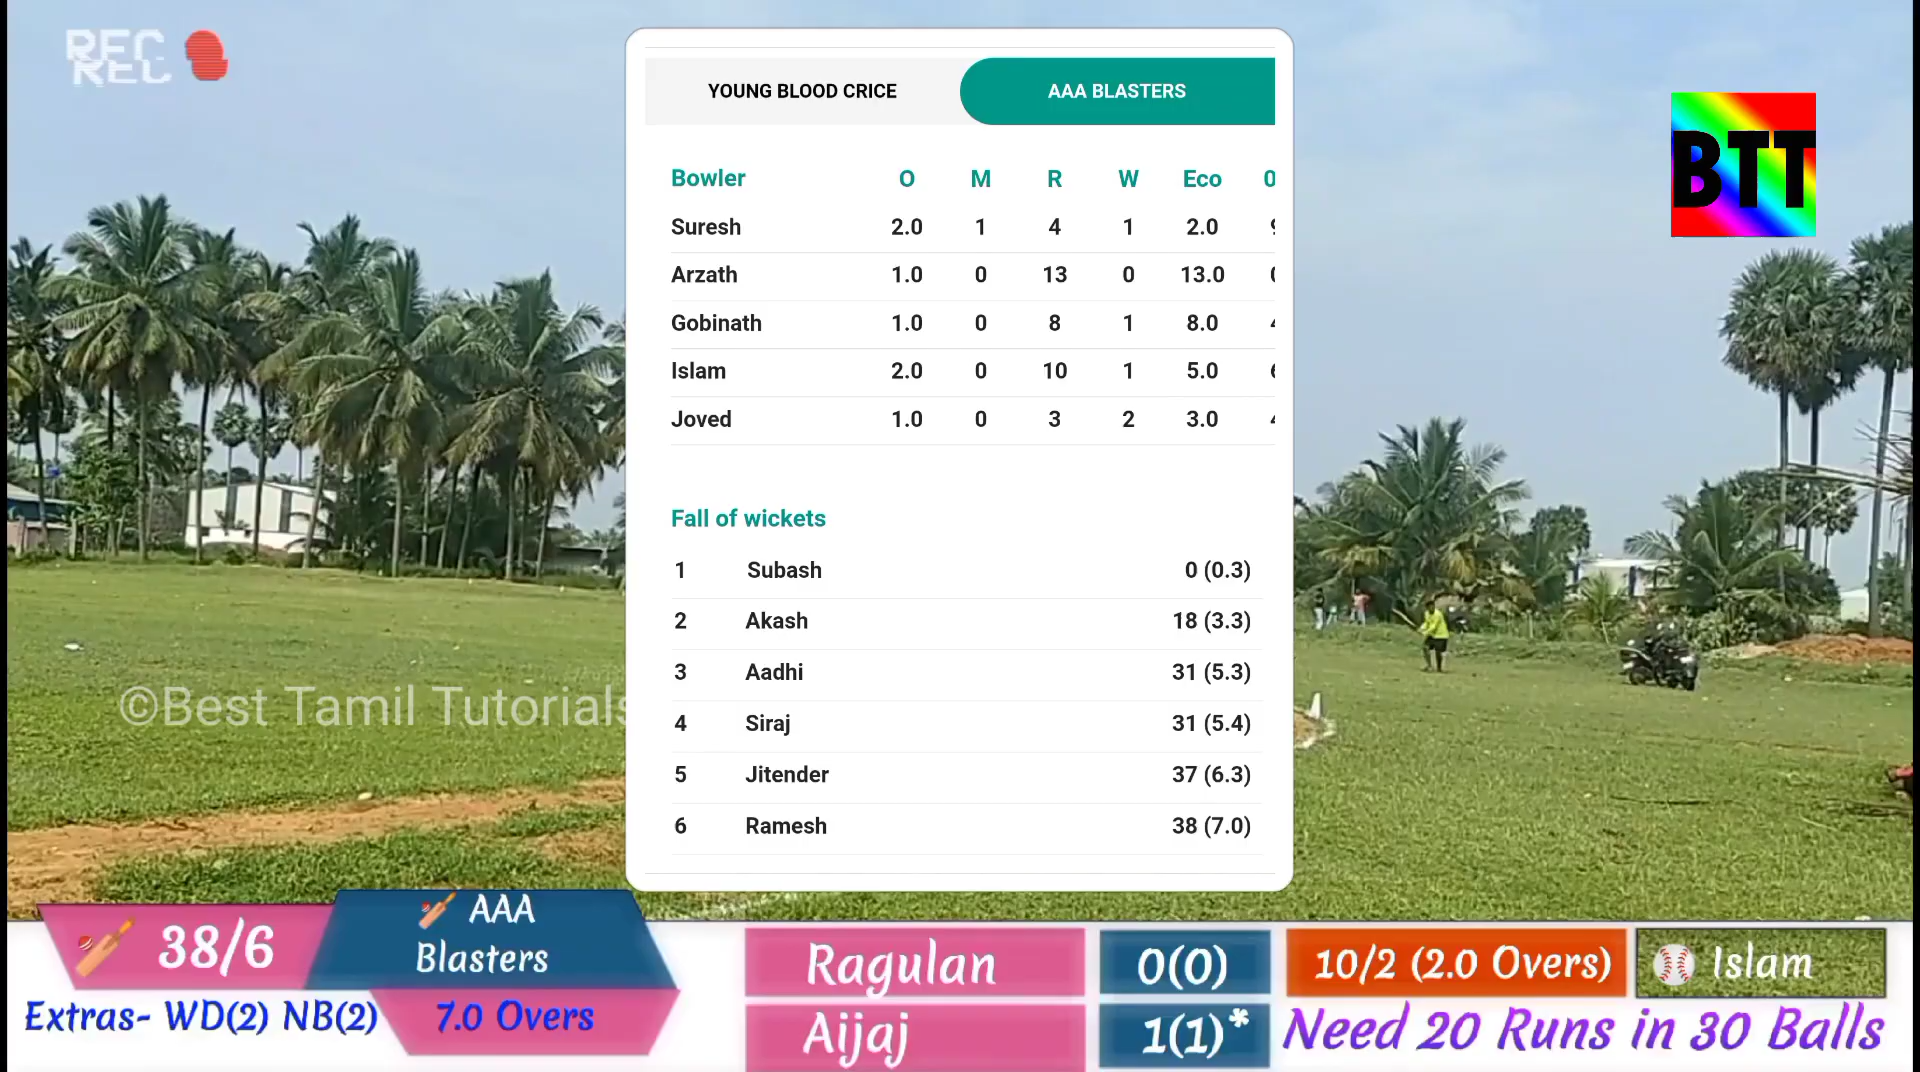 REC
REC
YOUNG BLOOD CRICE AAA BLASTERS
BTT
Bowler O M R W Eco 0
Suresh 2.0 1 4 1 2.0
Arzath 1.0 0 13 0 13.0
Gobinath 1.0 0 8 1 8.0
Islam 2.0 0 10 1 5.0
Joved 1.0 0 3 2 3.0
Fall of wickets
1 Subash 0 (0.3)
2 Akash 18 (3.3)
3 Aadhi 31 (5.3)
4 Siraj 31 (5.4)
5 Jitender 37 (6.3)
6 Ramesh 38 (7.0)
©Best Tamil Tutorials
38/6
AAA
Blasters
Extras- WD(2) NB(2)
7.0 Overs
Ragulan 0(0)
Aijaj 1(1)*
10/2 (2.0 Overs)
Islam
Need 20 Runs in 30 Balls